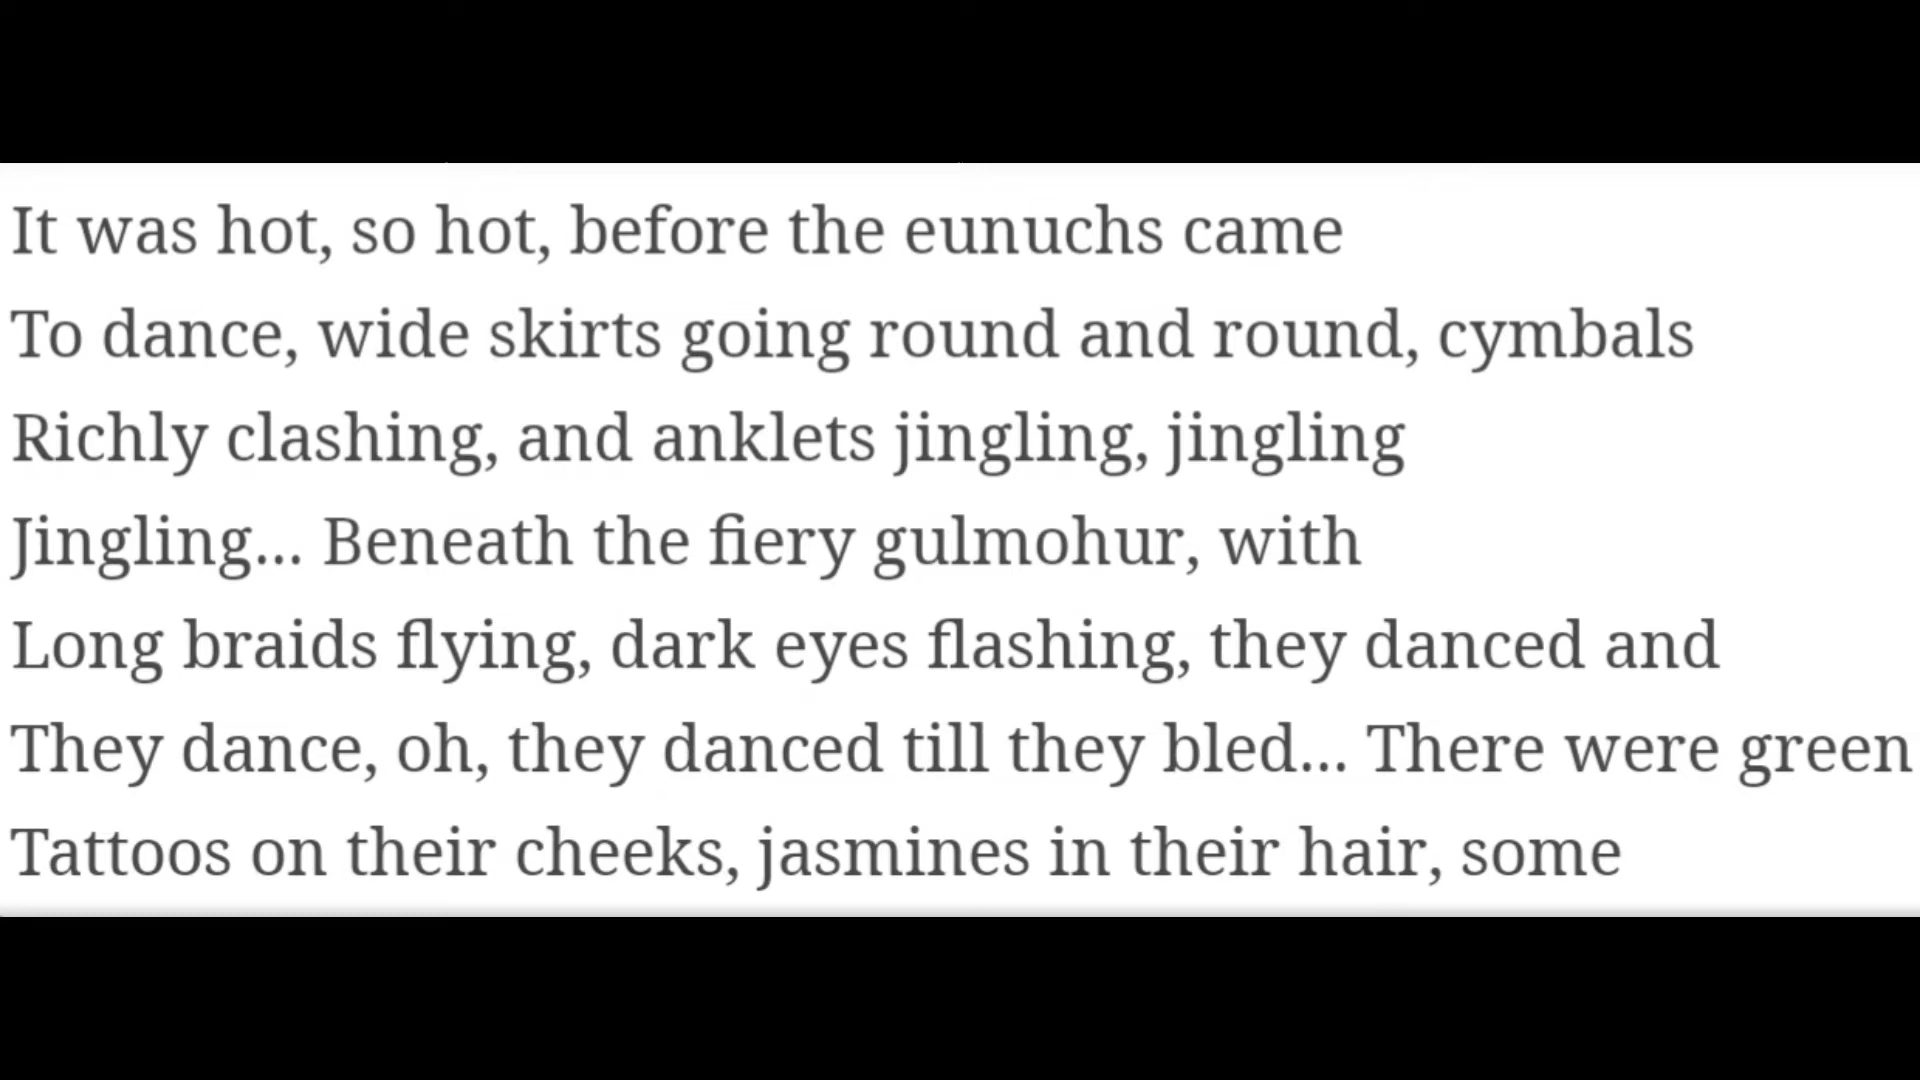 It was hot, so hot, before the eunuchs came
To dance, wide skirts going round and round, cymbals
Richly clashing, and anklets jingling, jingling
Jingling... Beneath the fiery gulmohur, with
Long braids flying, dark eyes flashing, they danced and
They dance, oh, they danced till they bled... There were green
Tattoos on their cheeks, jasmines in their hair, some